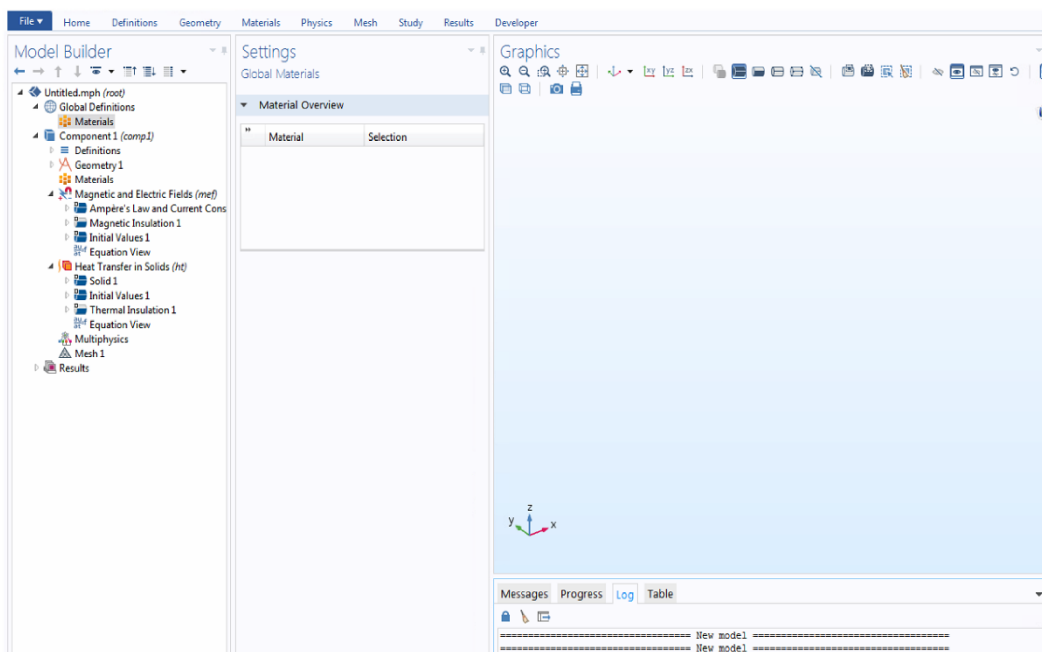 File Home Definitions Geometry Materials Physics Mesh Study Results Developer
Model Builder
Untitled.mph (root)
Global Definitions
Materials
Component 1 (comp1)
Definitions
Geometry 1
Materials
Magnetic and Electric Fields (mef)
Ampère's Law and Current Cons
Magnetic Insulation 1
Initial Values 1
Equation View
Heat Transfer in Solids (ht)
Solid 1
Initial Values 1
Thermal Insulation 1
Equation View
Multiphysics
Mesh 1
Results
Settings
Global Materials
Material Overview
Material Selection
Graphics
xy yz zx
z
y
x
Messages Progress Log Table
================================== New model ===================================
================================== New model ===================================